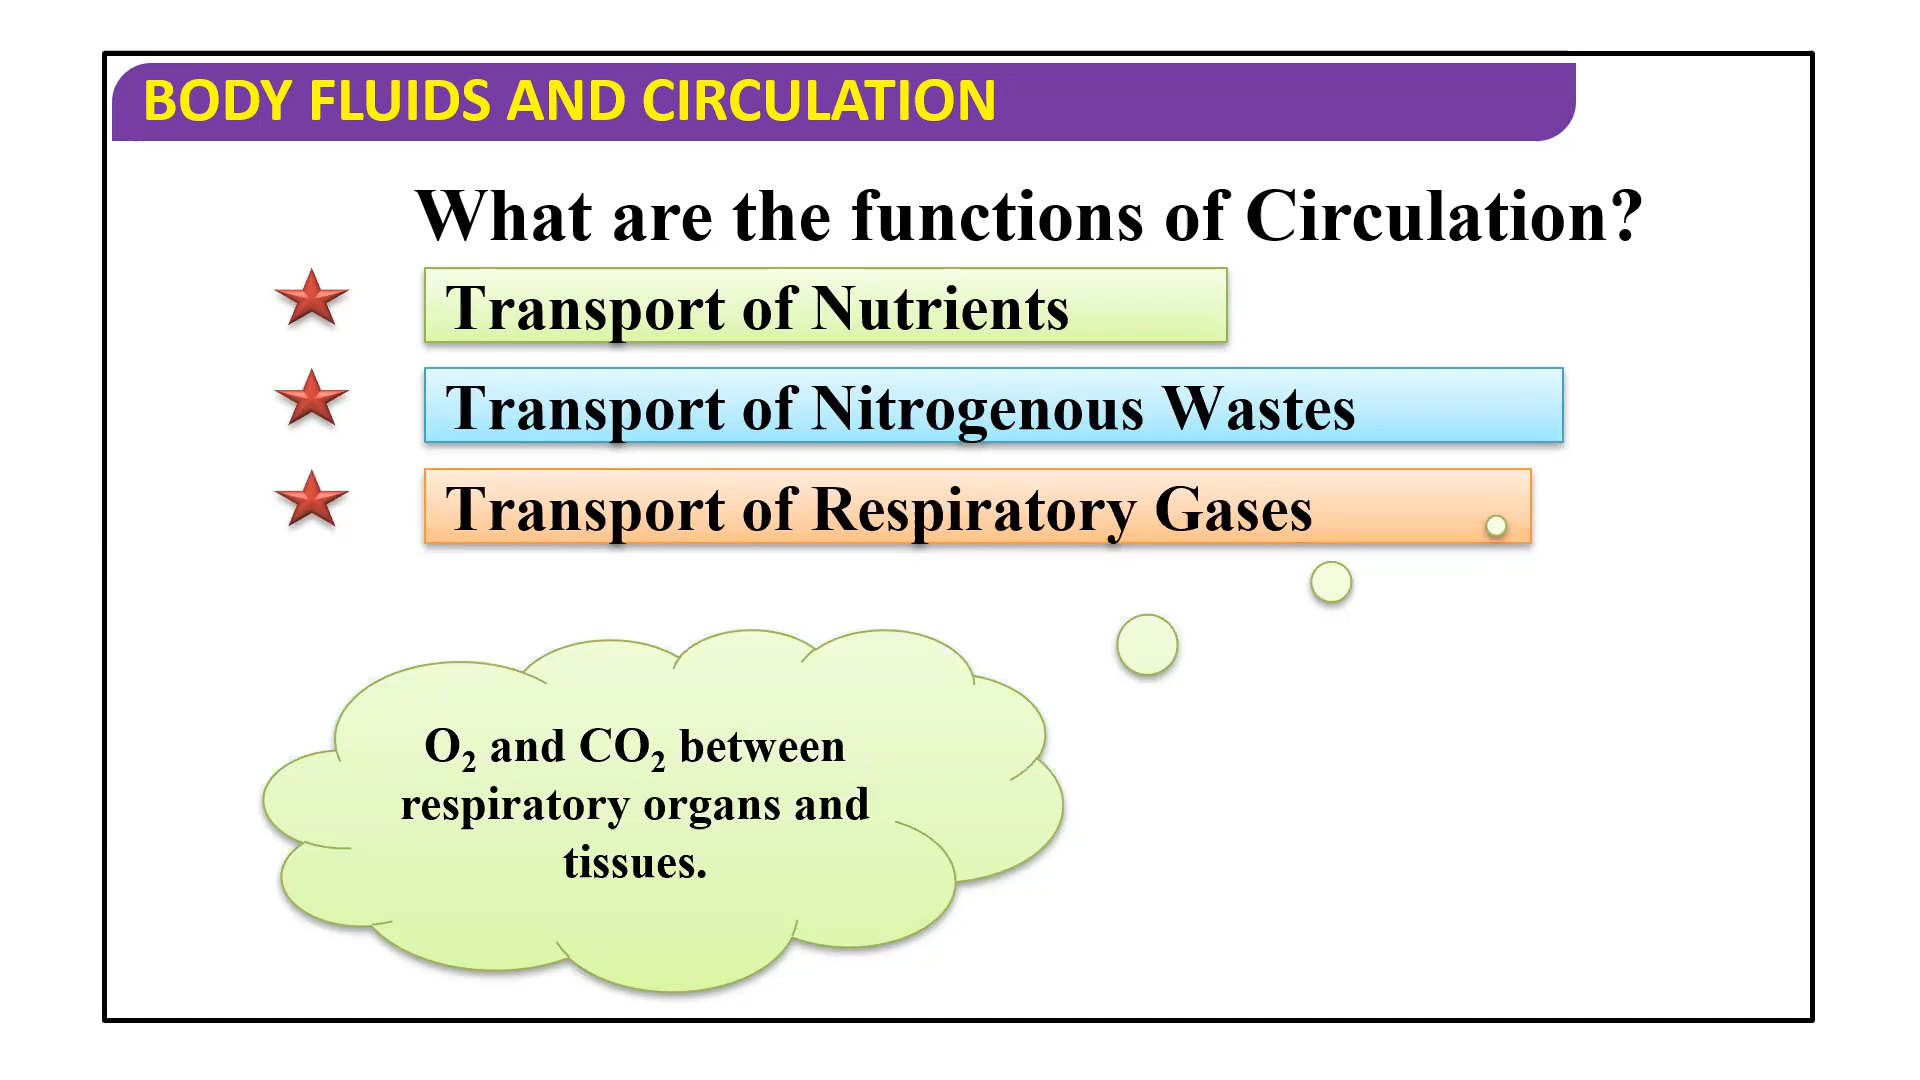 BODY FLUIDS AND CIRCULATION
What are the functions of Circulation?
Transport of Nutrients
Transport of Nitrogenous Wastes
Transport of Respiratory Gases
O₂ and CO₂ between
respiratory organs and
tissues.